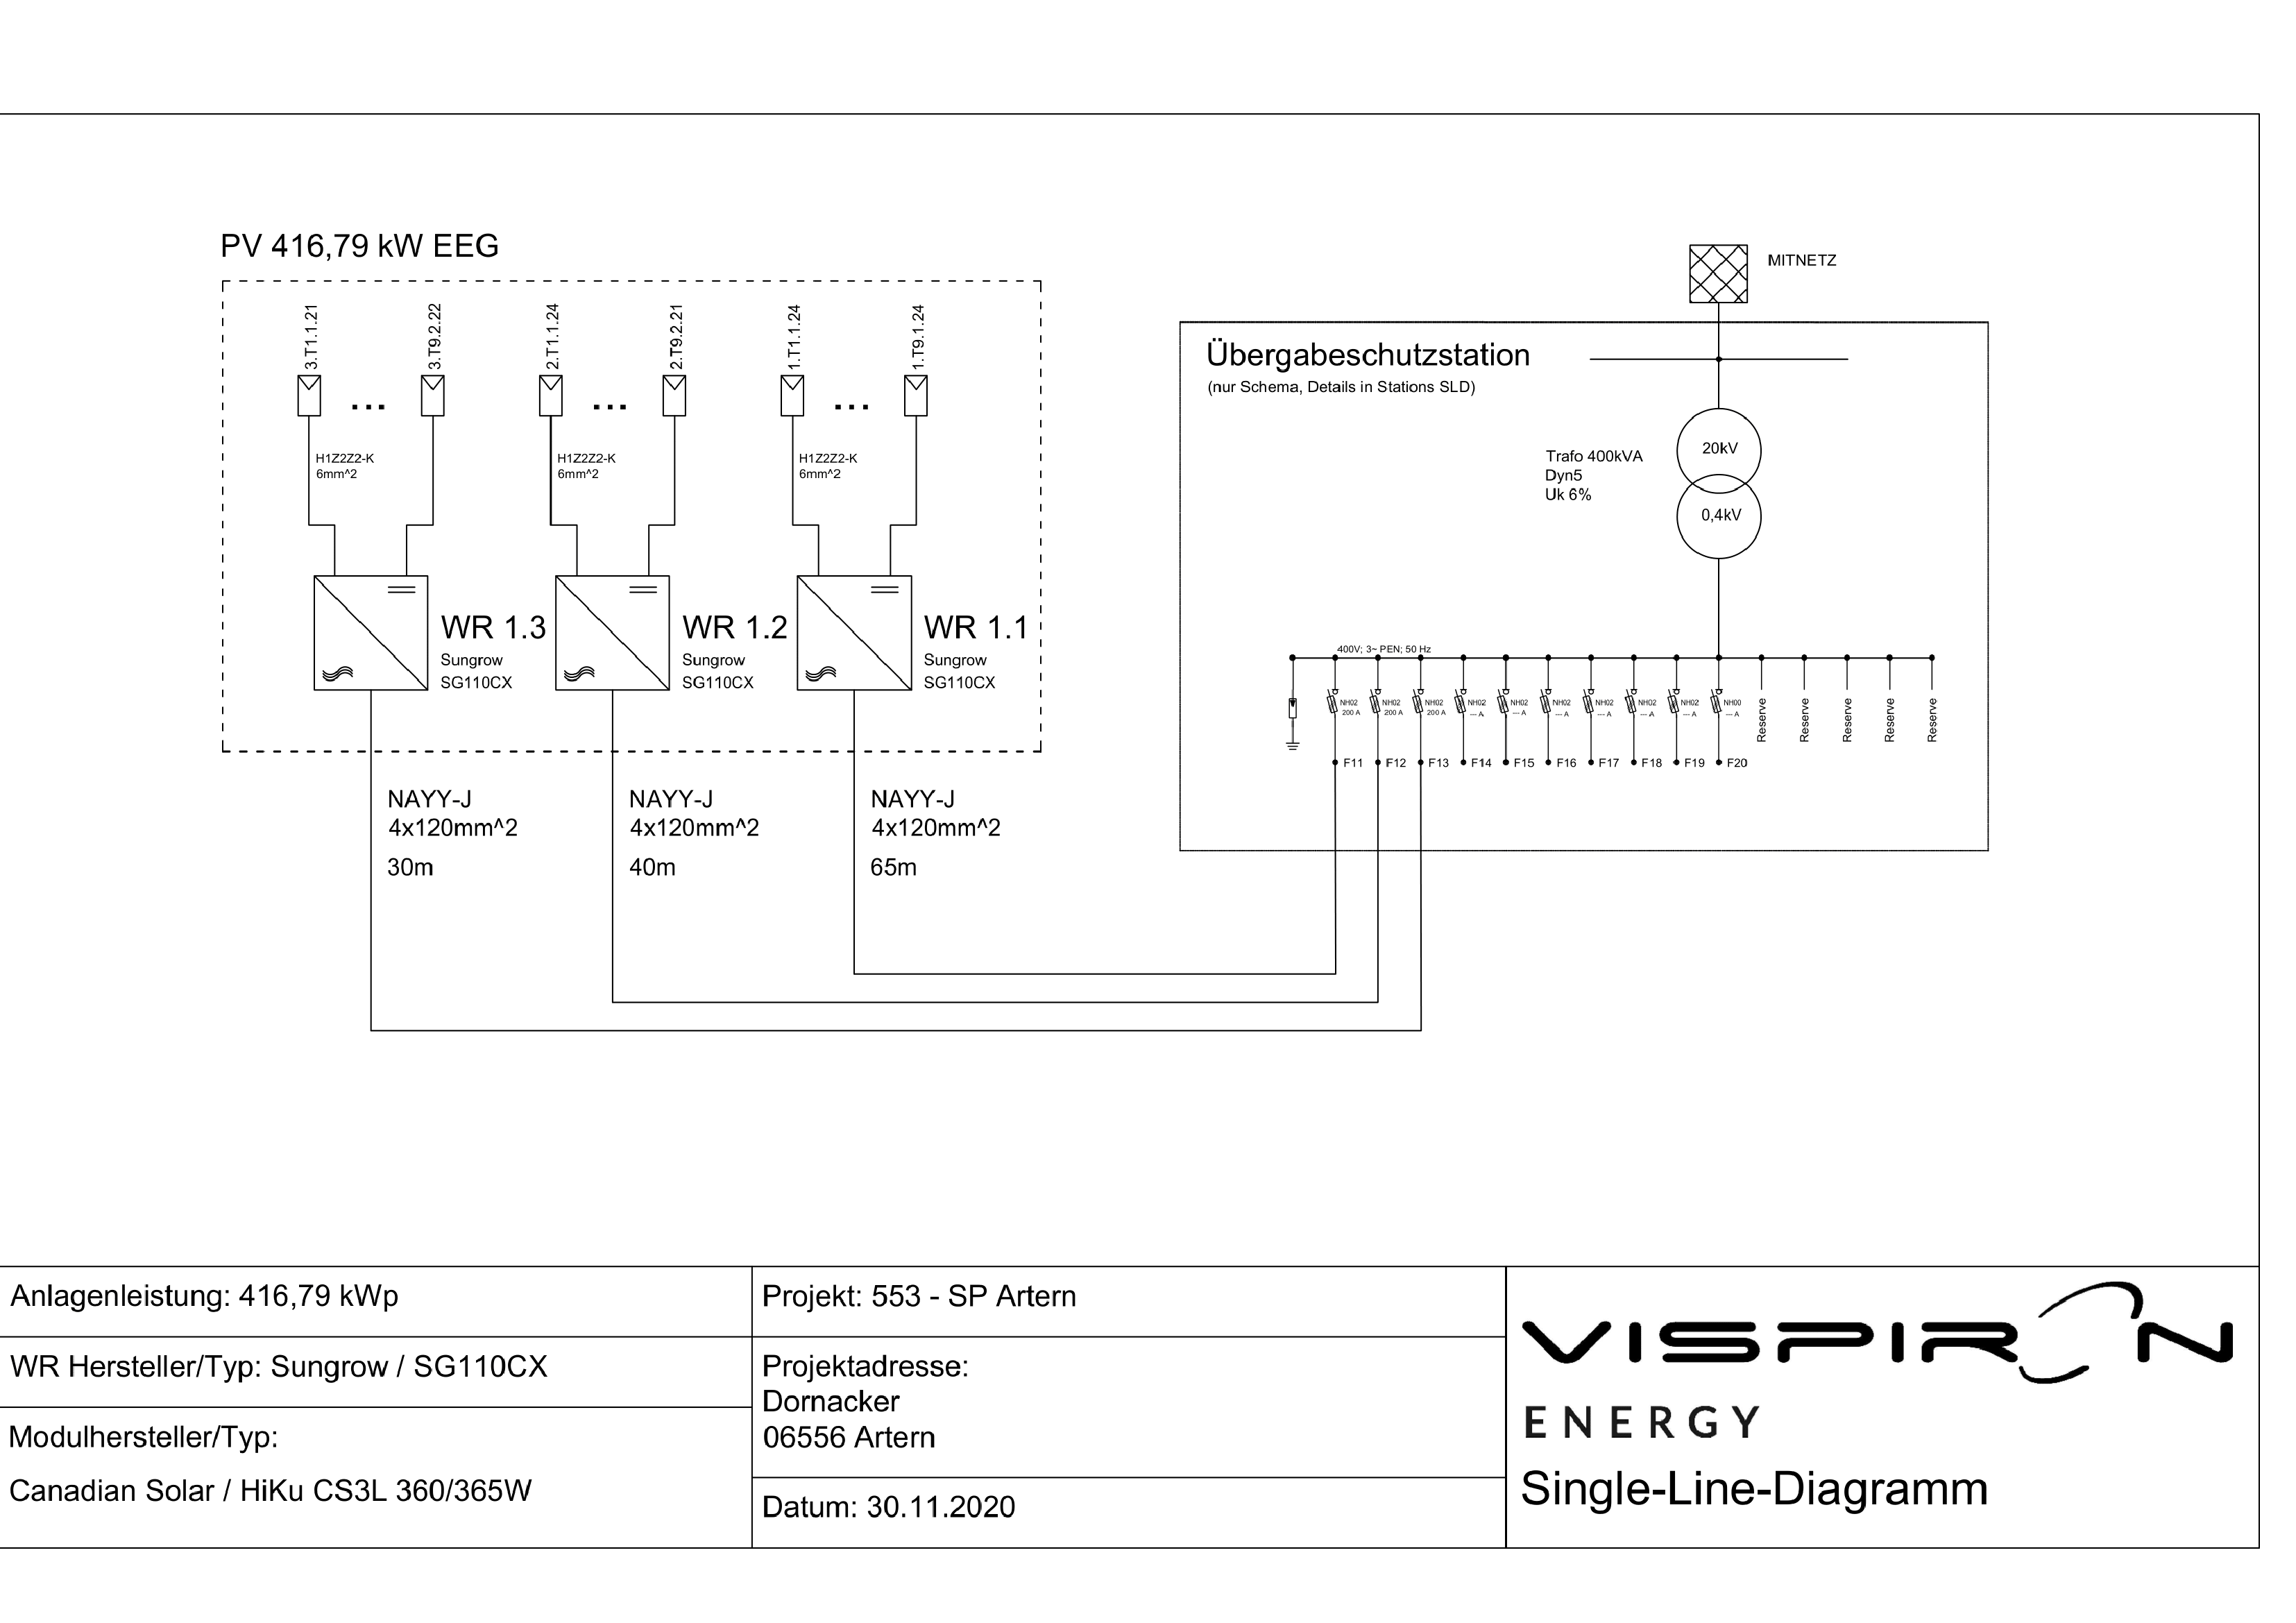 PV 416,79 kW EEG
3.T1.1.21
3.T9.2.22
2.T1.1.24
2.T9.2.21
1.T1.1.24
1.T9.1.24
H1Z2Z2-K
6mm^2
H1Z2Z2-K
6mm^2
H1Z2Z2-K
6mm^2
WR 1.3
Sungrow
SG110CX
WR 1.2
Sungrow
SG110CX
WR 1.1
Sungrow
SG110CX
NAYY-J
4x120mm^2
30m
NAYY-J
4x120mm^2
40m
NAYY-J
4x120mm^2
65m
MITNETZ
Übergabeschutzstation
(nur Schema, Details in Stations SLD)
Trafo 400kVA
Dyn5
Uk 6%
20kV
0,4kV
400V; 3~ PEN; 50 Hz
NH02
200 A
NH02
200 A
NH02
200 A
NH02
--- A
NH02
--- A
NH02
--- A
NH02
--- A
NH02
--- A
NH02
--- A
NH00
--- A
Reserve
Reserve
Reserve
Reserve
Reserve
F11
F12
F13
F14
F15
F16
F17
F18
F19
F20
Anlagenleistung: 416,79 kWp
WR Hersteller/Typ: Sungrow / SG110CX
Modulhersteller/Typ:
Canadian Solar / HiKu CS3L 360/365W
Projekt: 553 - SP Artern
Projektadresse:
Dornacker
06556 Artern
Datum: 30.11.2020
VISPIRON
ENERGY
Single-Line-Diagramm